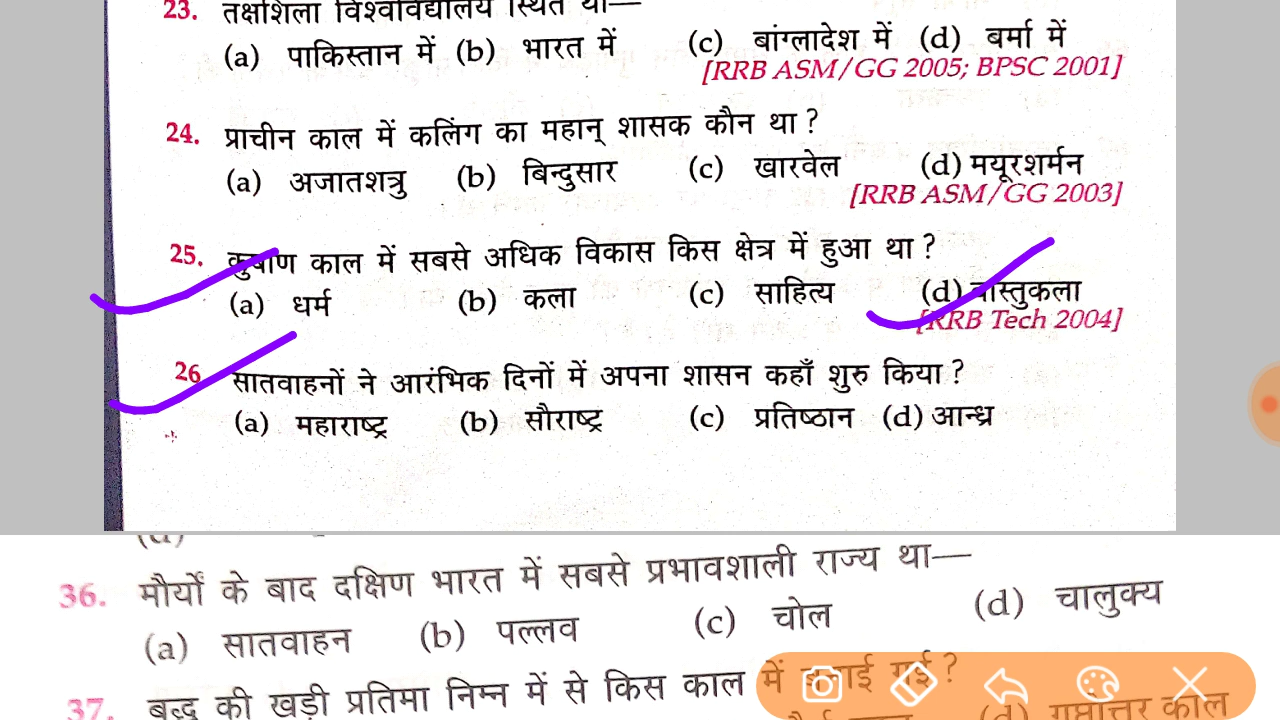 23. तक्षशिला विश्वविद्यालय स्थित था—
(a) पाकिस्तान में (b) भारत में (c) बांग्लादेश में (d) बर्मा में
[RRB ASM/GG 2005; BPSC 2001]
24. प्राचीन काल में कलिंग का महान् शासक कौन था ?
(a) अजातशत्रु (b) बिन्दुसार (c) खारवेल (d) मयूरशर्मन
[RRB ASM/GG 2003]
25. कुषाण काल में सबसे अधिक विकास किस क्षेत्र में हुआ था ?
(a) धर्म (b) कला (c) साहित्य (d) वास्तुकला
[RRB Tech 2004]
26 सातवाहनों ने आरंभिक दिनों में अपना शासन कहाँ शुरु किया ?
(a) महाराष्ट्र (b) सौराष्ट्र (c) प्रतिष्ठान (d) आन्ध्र
36. मौर्यों के बाद दक्षिण भारत में सबसे प्रभावशाली राज्य था—
(a) सातवाहन (b) पल्लव (c) चोल (d) चालुक्य
37. बुद्ध की खड़ी प्रतिमा निम्न में से किस काल में बनाई गई ?
(d) गुप्तोत्तर काल